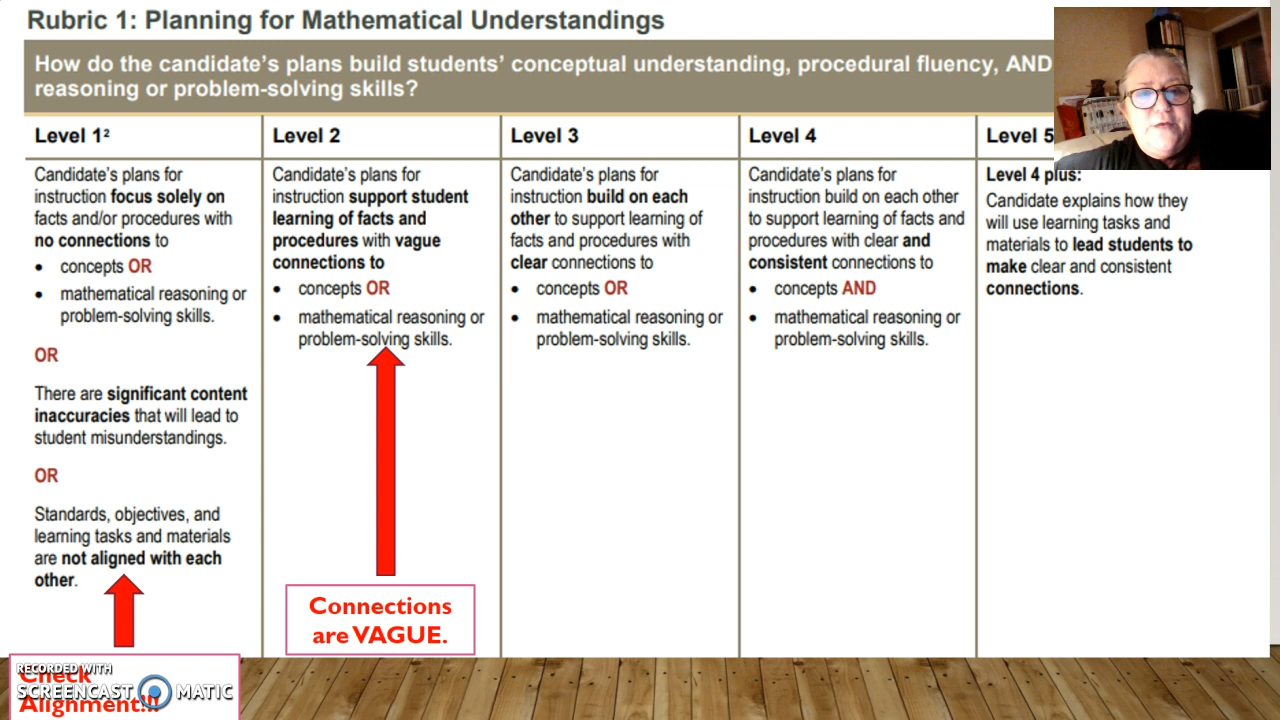 Rubric 1: Planning for Mathematical Understandings
How do the candidate's plans build students' conceptual understanding, procedural fluency, AND
reasoning or problem-solving skills?
Level 1²
Candidate's plans for
instruction focus solely on
facts and/or procedures with
no connections to
• concepts OR
• mathematical reasoning or
problem-solving skills.
OR
There are significant content
inaccuracies that will lead to
student misunderstandings.
OR
Standards, objectives, and
learning tasks and materials
are not aligned with each
other.
Level 2
Candidate's plans for
instruction support student
learning of facts and
procedures with vague
connections to
• concepts OR
• mathematical reasoning or
problem-solving skills.
Level 3
Candidate's plans for
instruction build on each
other to support learning of
facts and procedures with
clear connections to
• concepts OR
• mathematical reasoning or
problem-solving skills.
Level 4
Candidate's plans for
instruction build on each other
to support learning of facts and
procedures with clear and
consistent connections to
• concepts AND
• mathematical reasoning or
problem-solving skills.
Level 5
Level 4 plus:
Candidate explains how they
will use learning tasks and
materials to lead students to
make clear and consistent
connections.
Connections
are VAGUE.
Check
Alignment!!!
RECORDED WITH
SCREENCAST MATIC